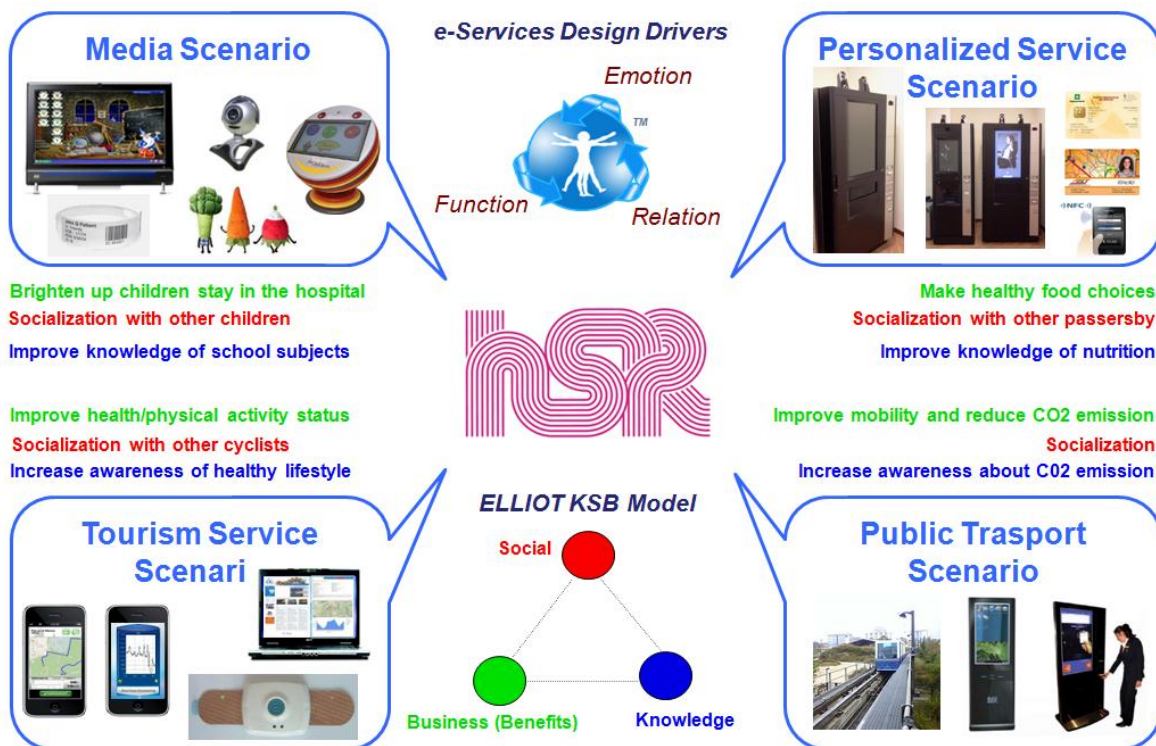 Media Scenario
e-Services Design Drivers
Emotion
TM
Function
Relation
Personalized Service
Scenario
NFC
Brighten up children stay in the hospital
Socialization with other children
Improve knowledge of school subjects
Make healthy food choices
Socialization with other passersby
Improve knowledge of nutrition
hSR
Improve health/physical activity status
Socialization with other cyclists
Increase awareness of healthy lifestyle
Improve mobility and reduce CO2 emission
Socialization
Increase awareness about C02 emission
Tourism Service
Scenari
ELLIOT KSB Model
Social
Business (Benefits)
Knowledge
Public Trasport
Scenario